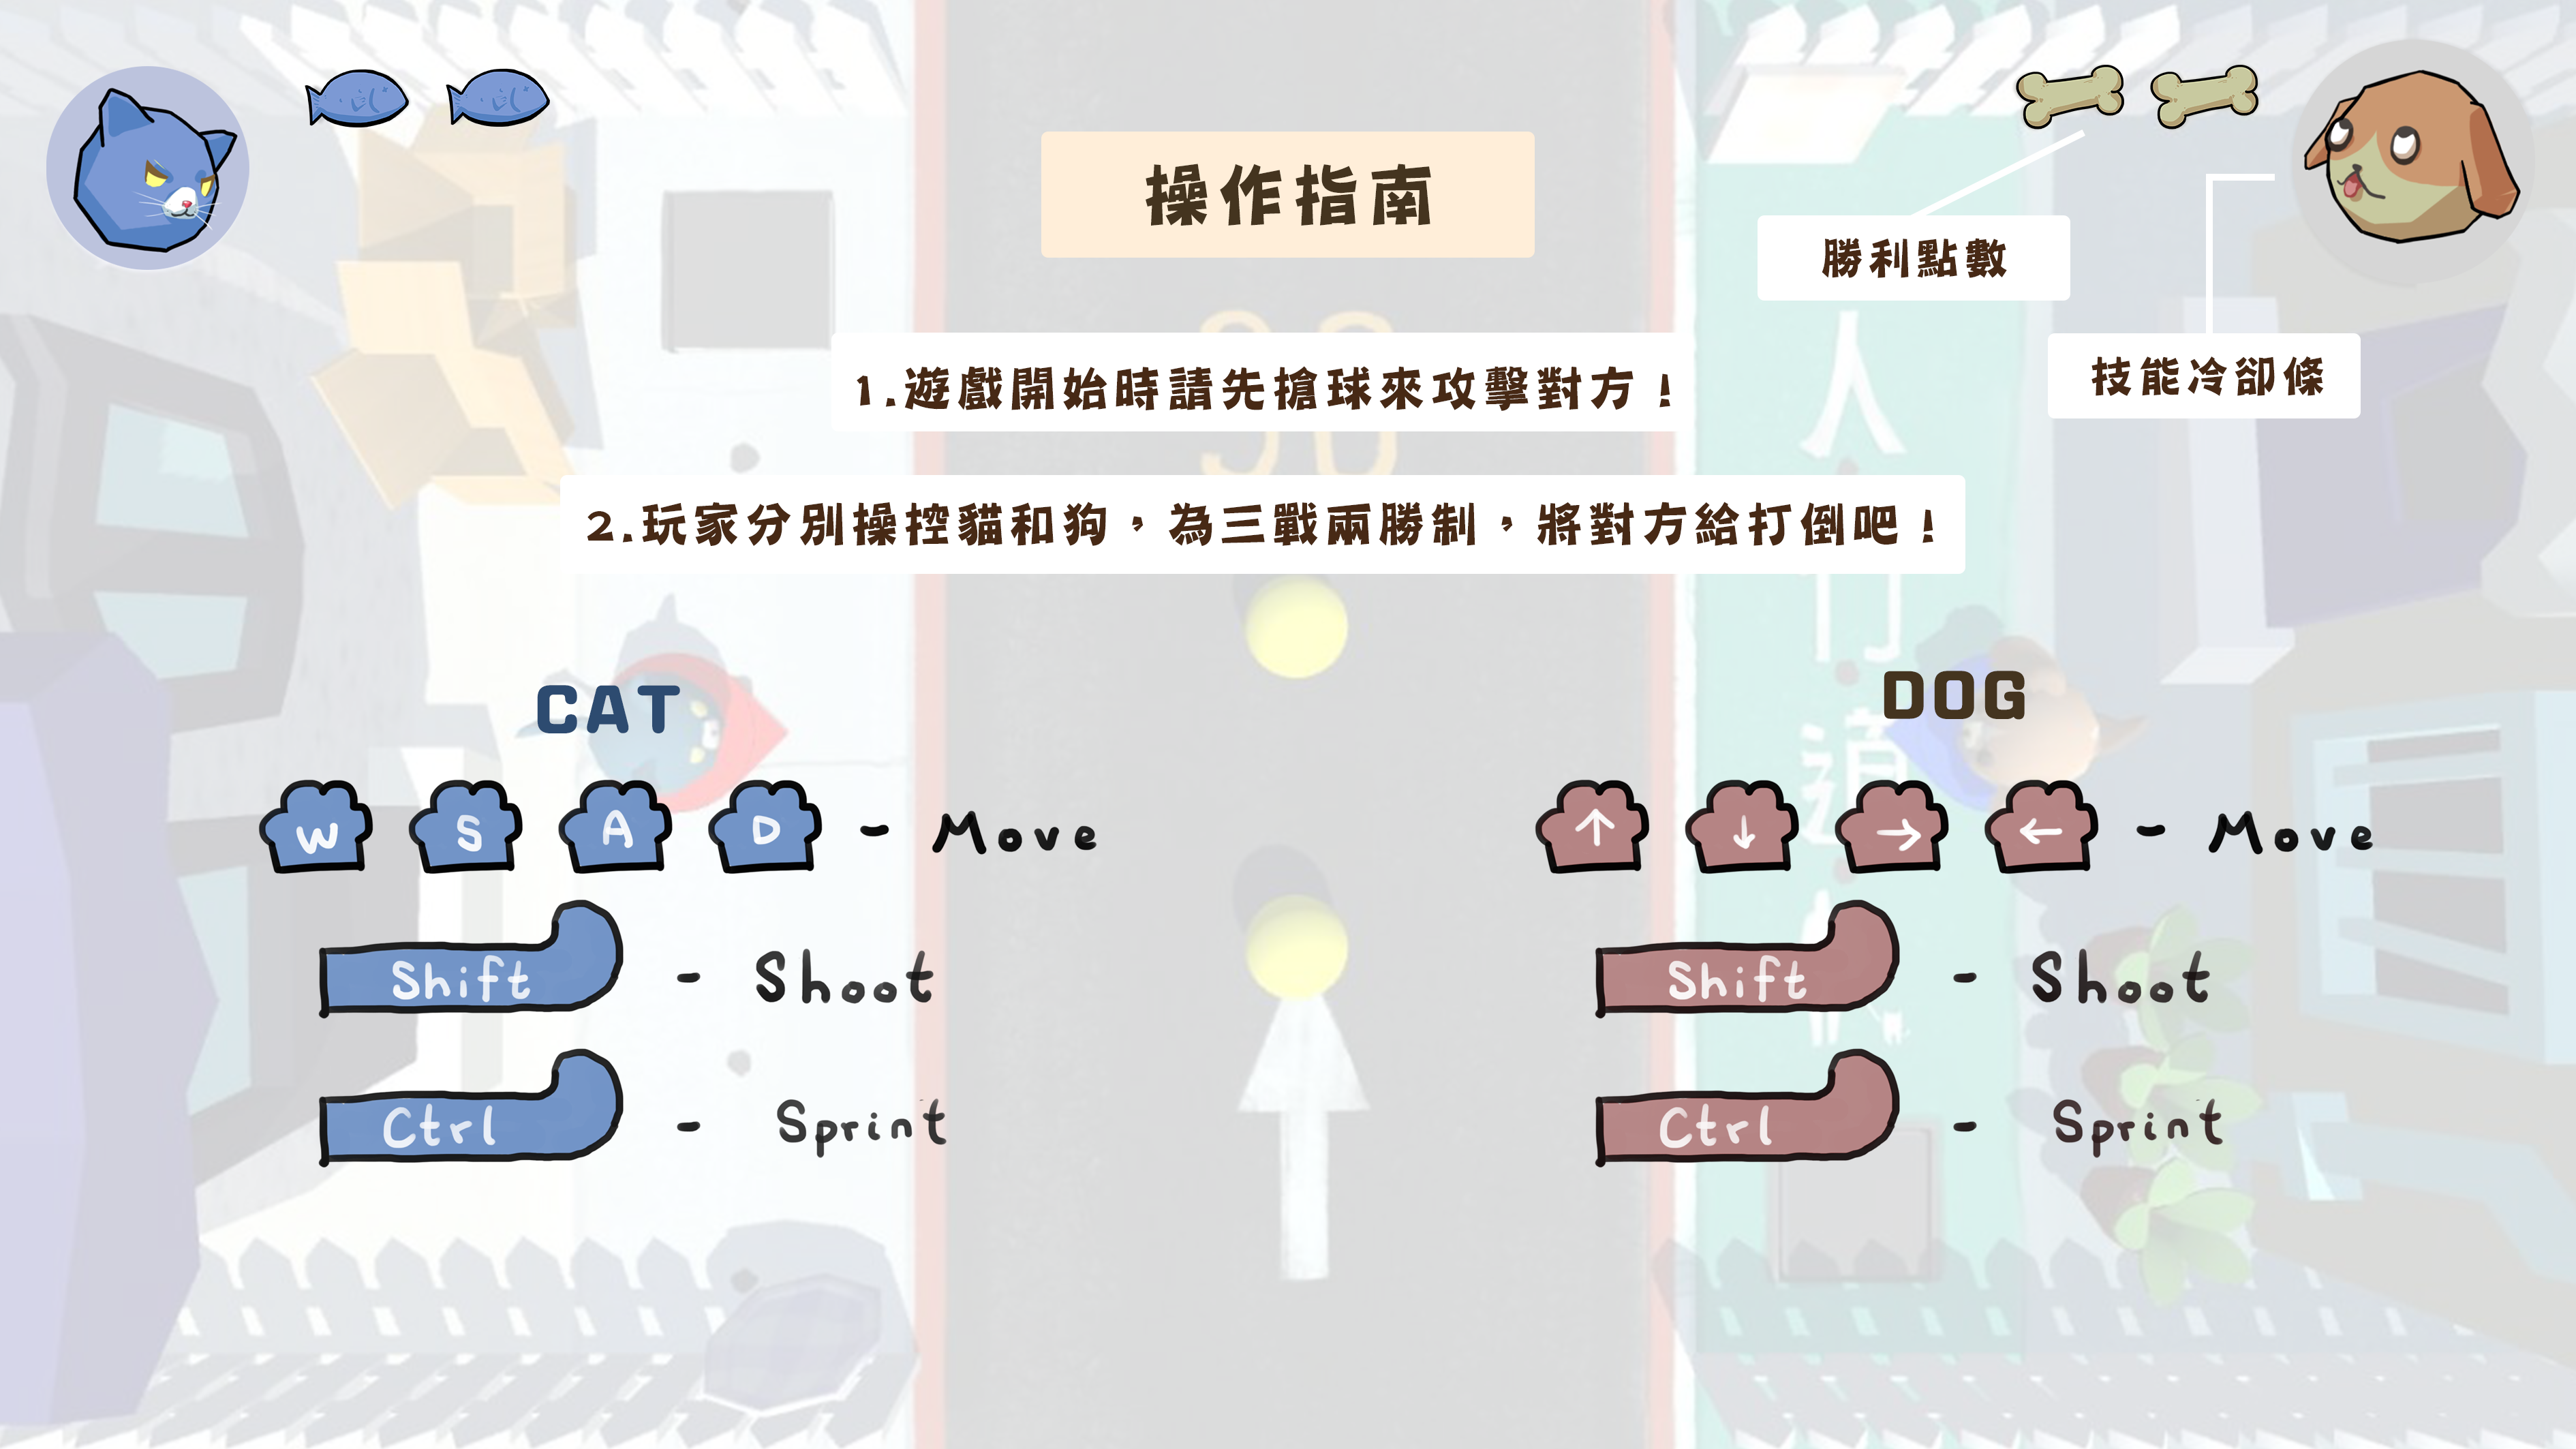 操作指南
勝利點數
技能冷卻條
1.遊戲開始時請先搶球來攻擊對方！
2.玩家分別操控貓和狗，為三戰兩勝制，將對方給打倒吧！
CAT
W S A D - Move
Shift - Shoot
Ctrl - Sprint
DOG
↑ ↓ → ← - Move
Shift - Shoot
Ctrl - Sprint
人
行
道